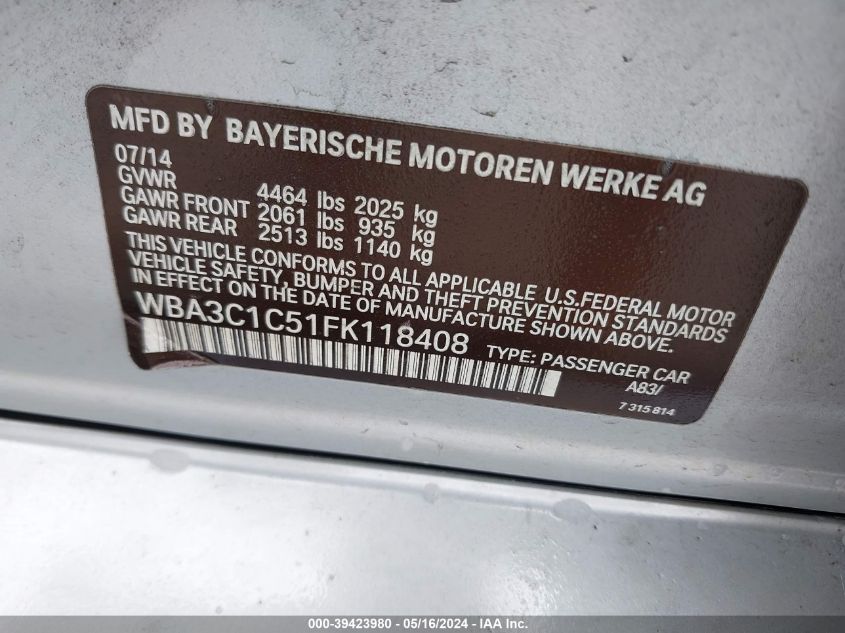 MFD BY BAYERISCHE MOTOREN WERKE AG
07/14
GVWR 4464 lbs 2025 kg
GAWR FRONT 2061 lbs 935 kg
GAWR REAR 2513 lbs 1140 kg
THIS VEHICLE CONFORMS TO ALL APPLICABLE U.S.FEDERAL MOTOR
VEHICLE SAFETY, BUMPER AND THEFT PREVENTION STANDARDS
IN EFFECT ON THE DATE OF MANUFACTURE SHOWN ABOVE.
WBA3C1C51FK118408 TYPE: PASSENGER CAR
A83/
7 315 814
000-39423980 - 05/16/2024 - IAA Inc.